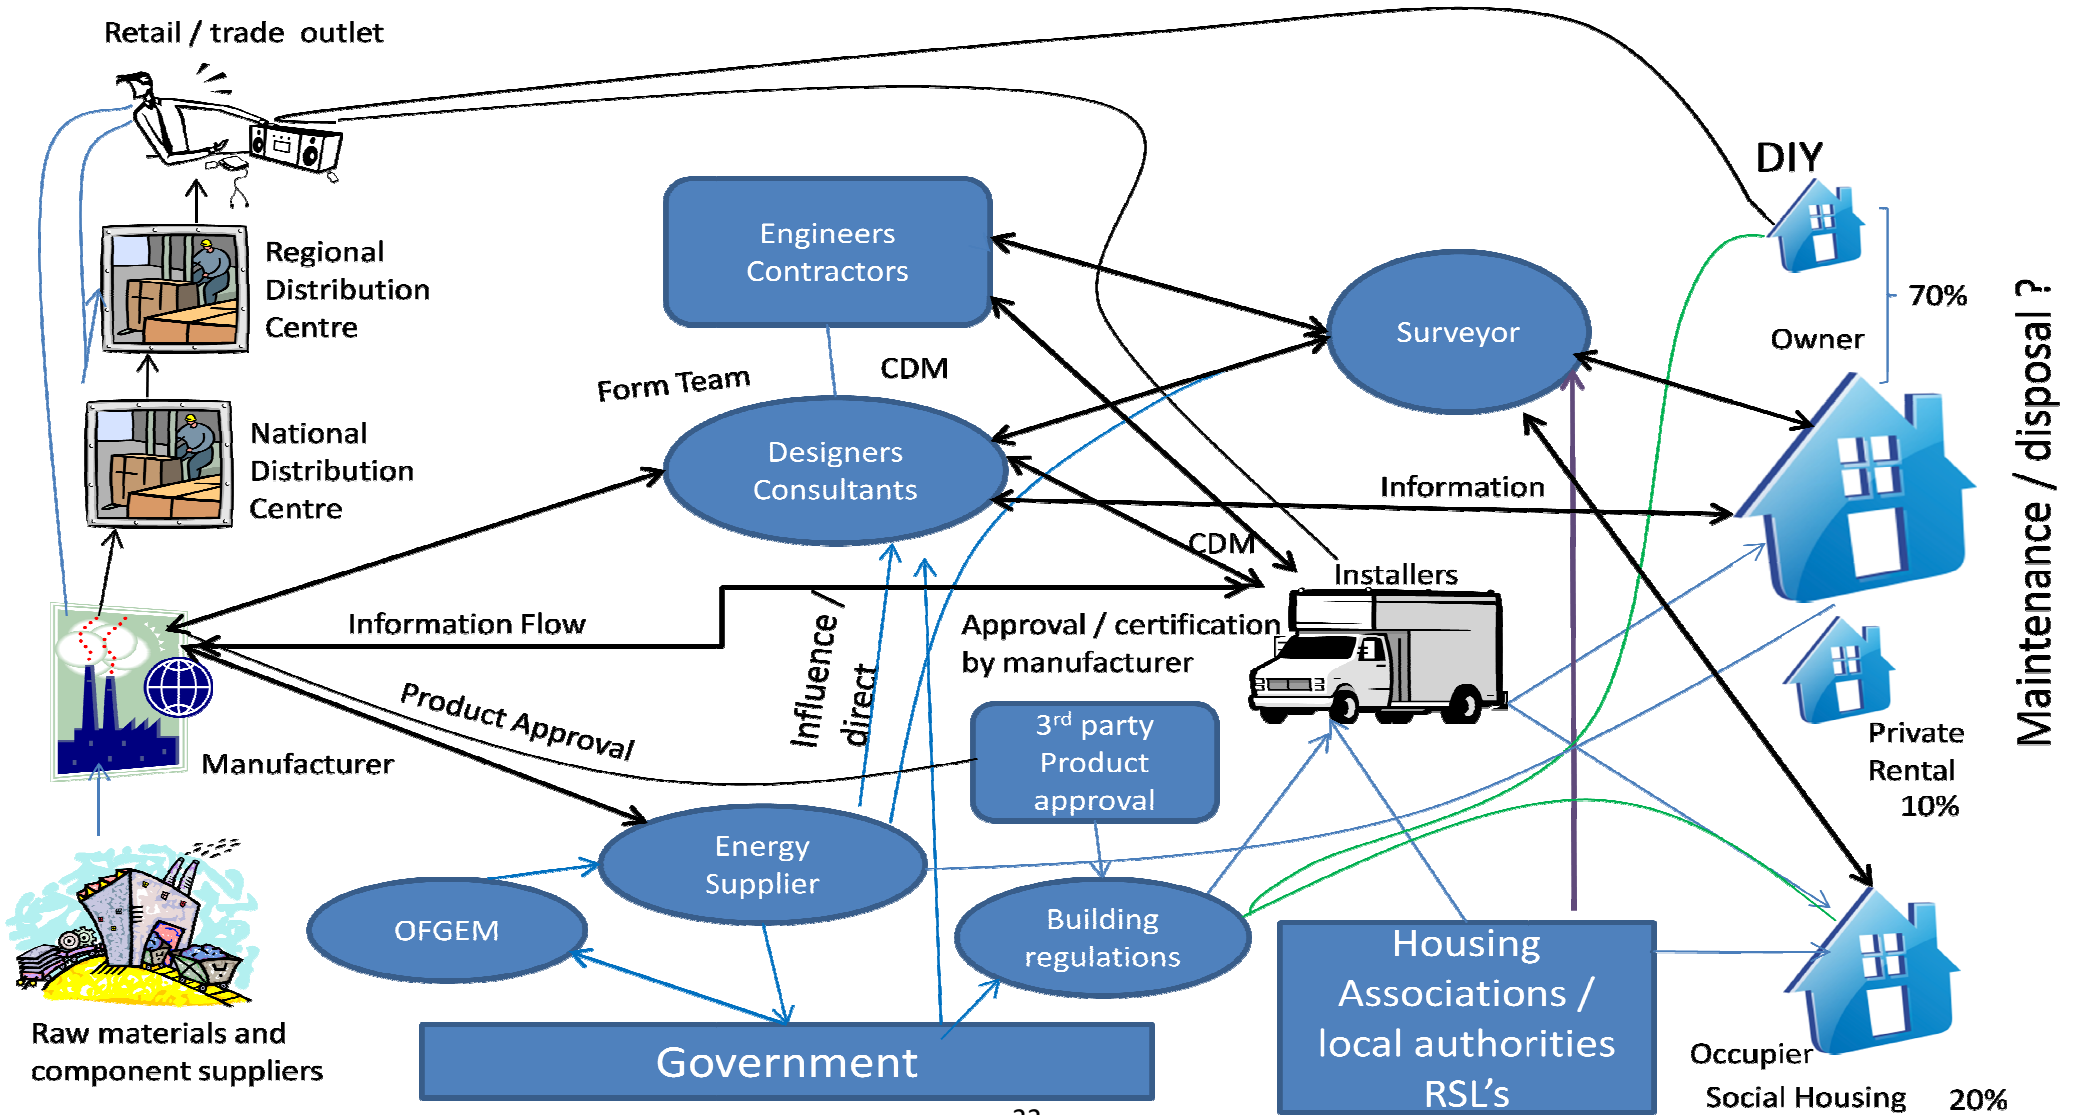 Retail / trade  outlet
DIY
Engineers
Contractors
Regional
Distribution
Centre
Surveyor
70%
Owner
Maintenance / disposal ?
Form Team
CDM
National
Distribution
Centre
Designers
Consultants
Information
CDM
Installers
Information Flow
Influence /
direct
Approval / certification
by manufacturer
Product Approval
Manufacturer
3rd party
Product
approval
Private
Rental
10%
Energy
Supplier
OFGEM
Building
regulations
Housing
Associations /
local authorities
RSL's
Raw materials and
component suppliers
Government
Occupier
Social Housing
20%